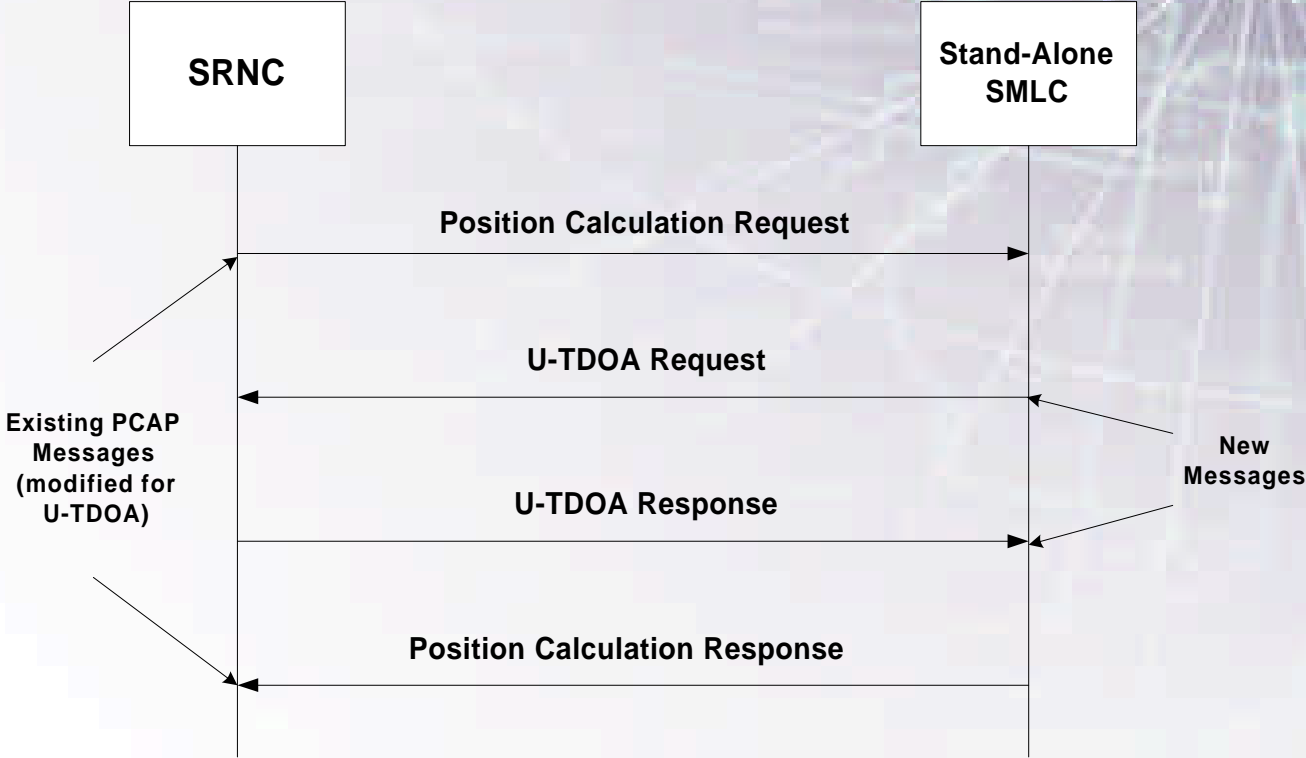 SRNC
Stand-Alone
SMLC
Position Calculation Request
U-TDOA Request
Existing PCAP
Messages
(modified for
U-TDOA)
New
Messages
U-TDOA Response
Position Calculation Response